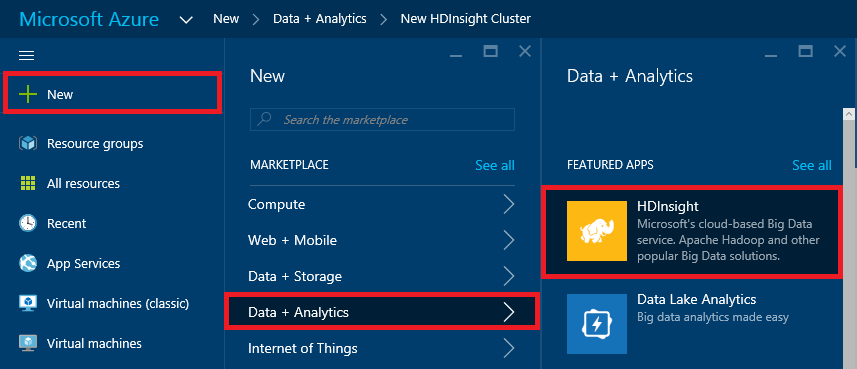 Microsoft Azure New Data + Analytics New HDInsight Cluster
New
Resource groups
All resources
Recent
App Services
Virtual machines (classic)
Virtual machines
New
Search the marketplace
MARKETPLACE See all
Compute
Web + Mobile
Data + Storage
Data + Analytics
Internet of Things
Data + Analytics
FEATURED APPS See all
HDInsight
Microsoft's cloud-based Big Data
service. Apache Hadoop and other
popular Big Data solutions.
Data Lake Analytics
Big data analytics made easy